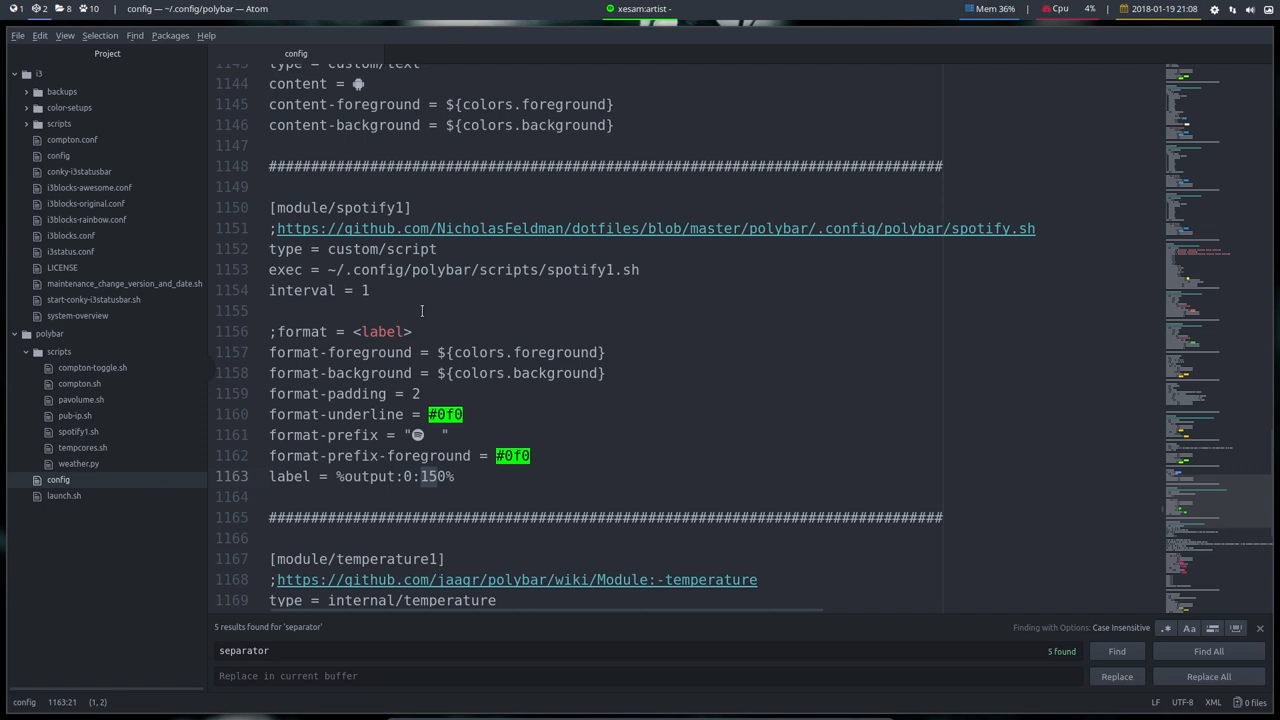 1 2 8 10 config — ~/.config/polybar — Atom xesam:artist - Mem 36% Cpu 4% 2018-01-19 21:08
File Edit View Selection Find Packages Help
Project
config
i3
backups
color-setups
scripts
compton.conf
config
conky-i3statusbar
i3blocks-awesome.conf
i3blocks-original.conf
i3blocks-rainbow.conf
i3blocks.conf
i3status.conf
LICENSE
maintenance_change_version_and_date.sh
start-conky-i3statusbar.sh
system-overview
polybar
scripts
compton-toggle.sh
compton.sh
pavolume.sh
pub-ip.sh
spotify1.sh
tempcores.sh
weather.py
config
launch.sh
1143 type = custom/text
1144 content =
1145 content-foreground = ${colors.foreground}
1146 content-background = ${colors.background}
1147
1148 ################################################################################
1149
1150 [module/spotify1]
1151 ;https://github.com/NicholasFeldman/dotfiles/blob/master/polybar/.config/polybar/spotify.sh
1152 type = custom/script
1153 exec = ~/.config/polybar/scripts/spotify1.sh
1154 interval = 1
1155
1156 ;format = <label>
1157 format-foreground = ${colors.foreground}
1158 format-background = ${colors.background}
1159 format-padding = 2
1160 format-underline = #0f0
1161 format-prefix = "  "
1162 format-prefix-foreground = #0f0
1163 label = %output:0:150%
1164
1165 ################################################################################
1166
1167 [module/temperature1]
1168 ;https://github.com/jaagr/polybar/wiki/Module:-temperature
1169 type = internal/temperature
5 results found for 'separator' Finding with Options: Case Insensitive .* Aa
separator 5 found Find Find All
Replace in current buffer Replace Replace All
config 1163:21 (1, 2) LF UTF-8 XML 0 files